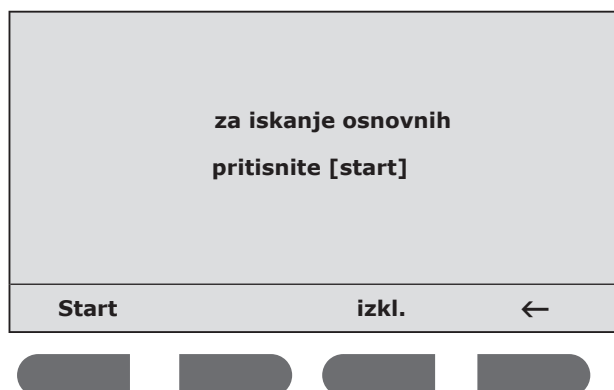 za iskanje osnovnih
pritisnite [start]
Start izkl. ←